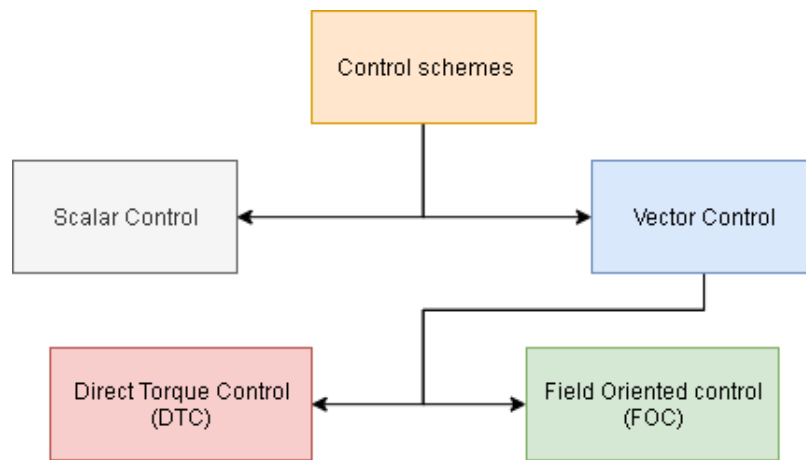 Control schemes
Scalar Control
Vector Control
Direct Torque Control
(DTC)
Field Oriented control
(FOC)